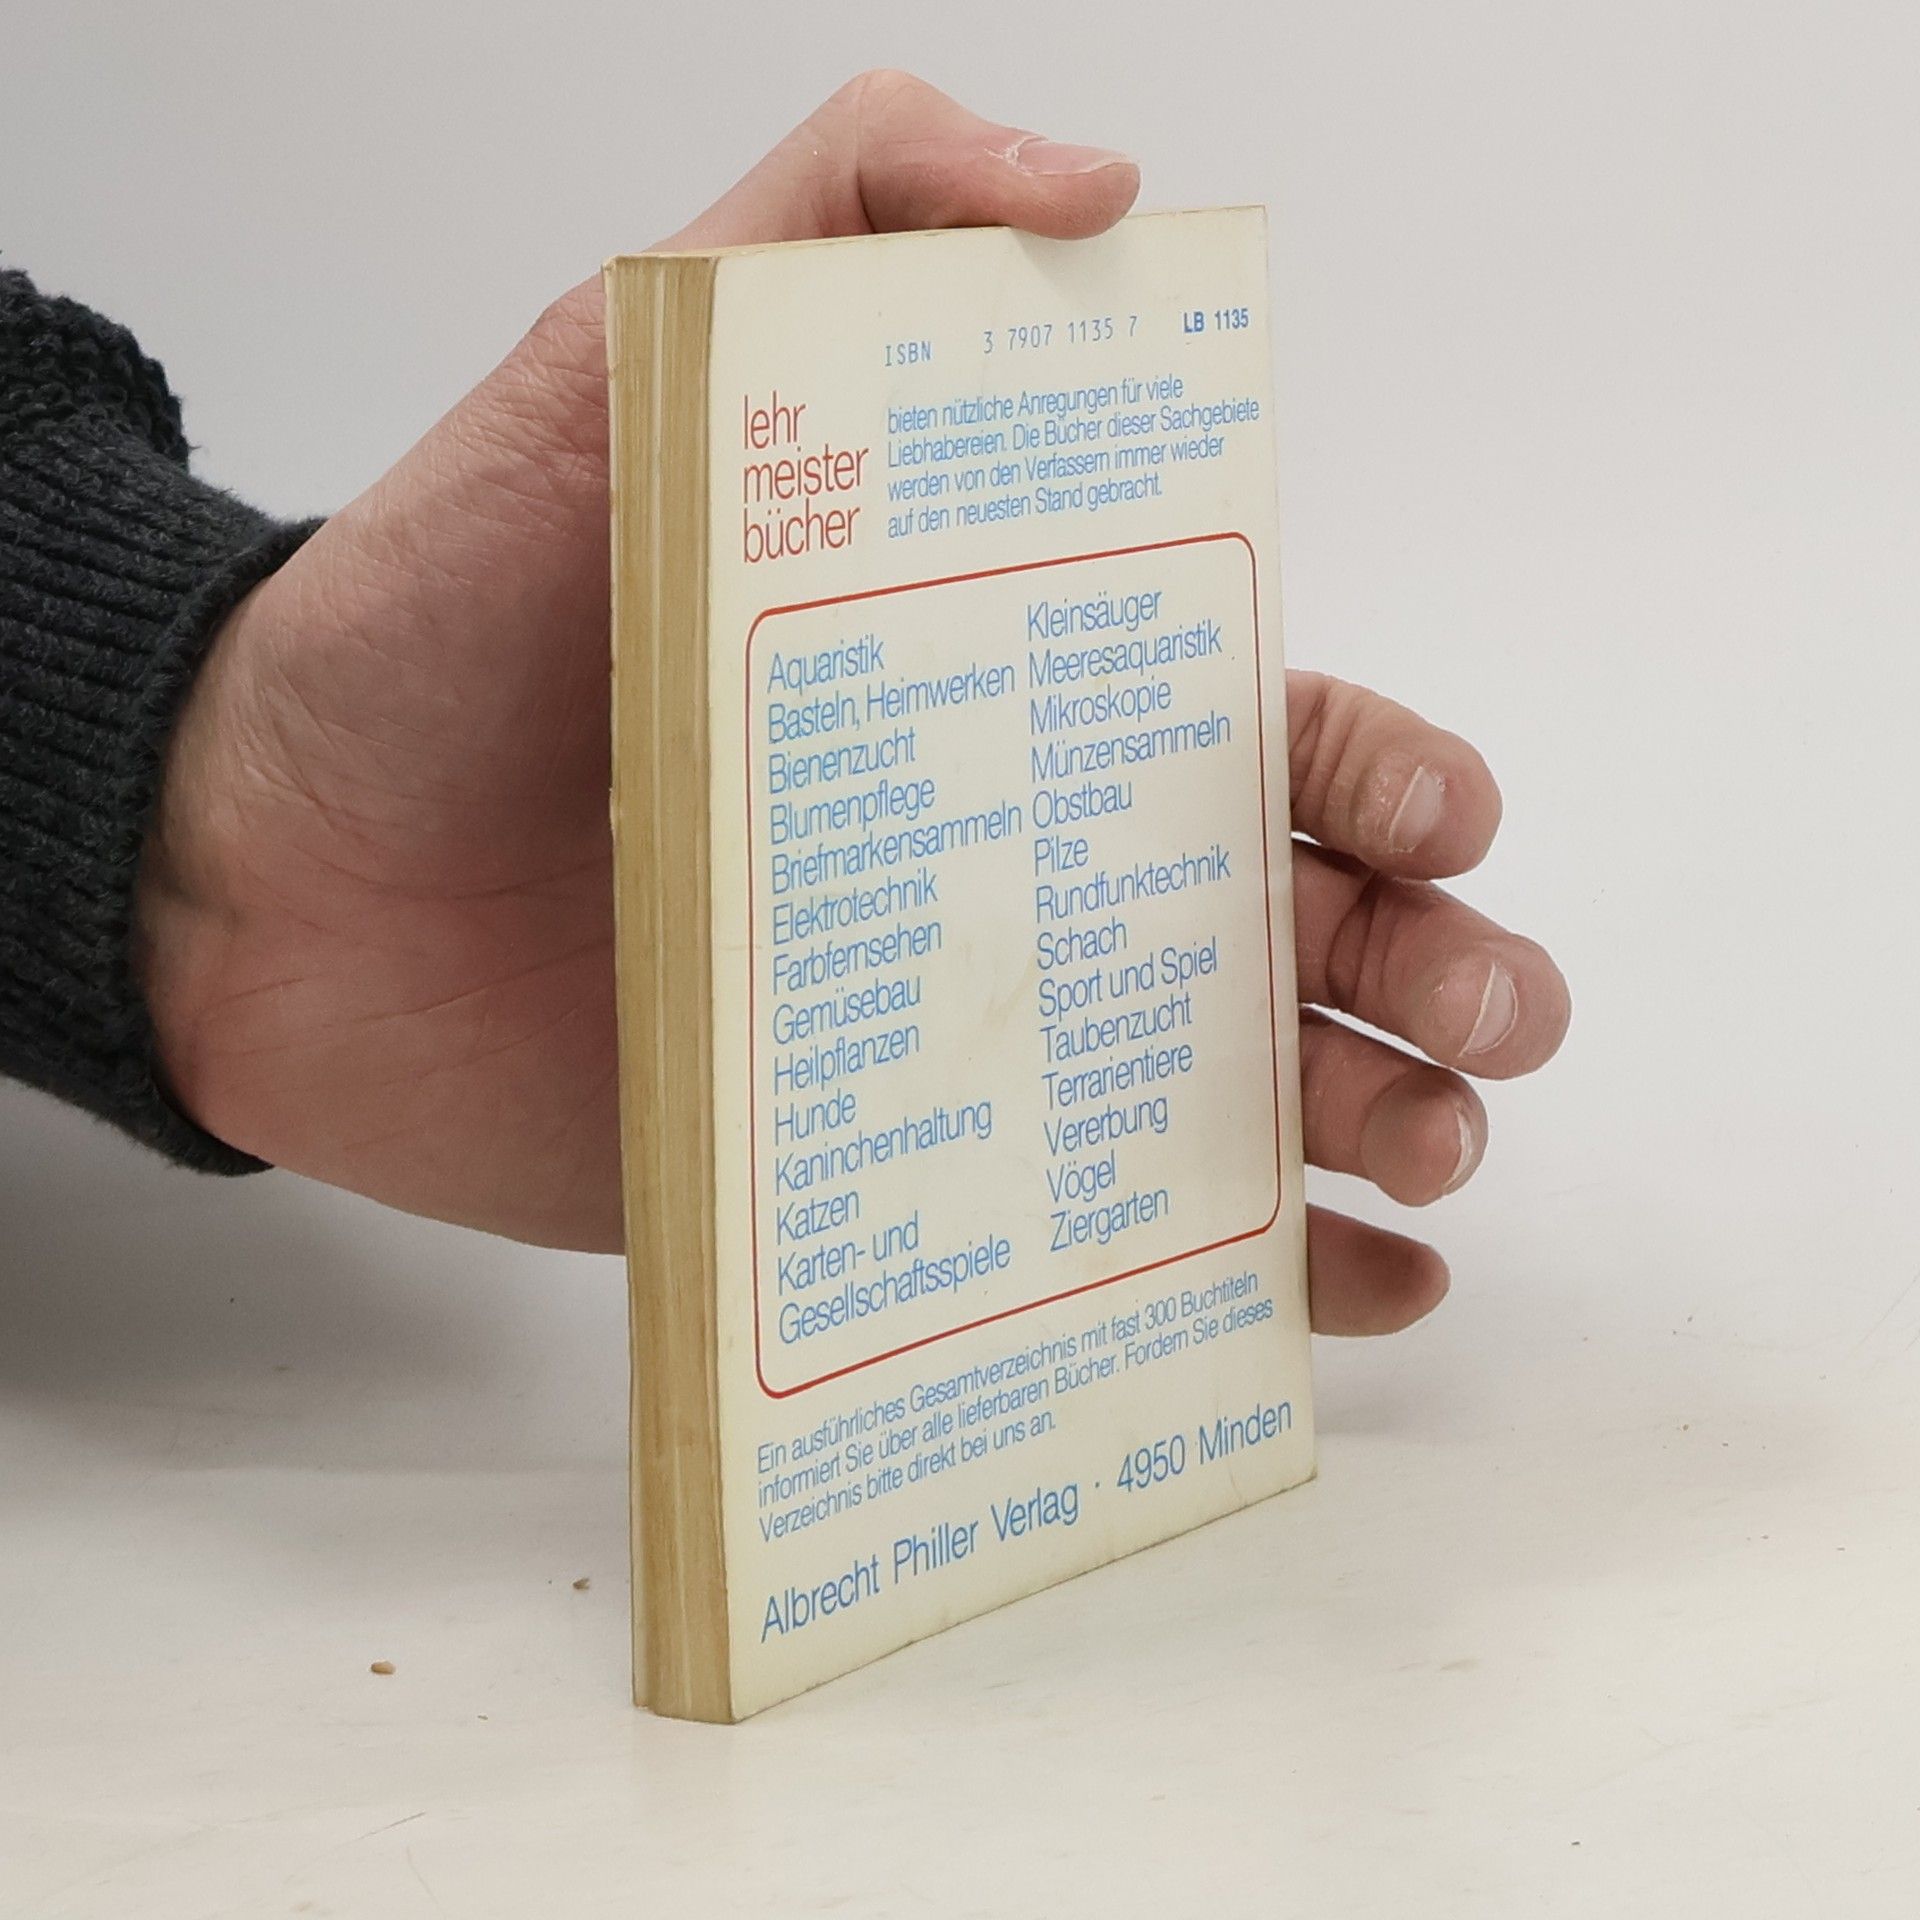 ISBN 3 7907 1135 7 LB 1135
lehr
meister
bücher
bieten nützliche Anregungen für viele
Liebhabereien. Die Bücher dieser Sachgebiete
werden von den Verfassern immer wieder
auf den neuesten Stand gebracht.
Aquaristik
Basteln, Heimwerken
Bienenzucht
Blumenpflege
Briefmarkensammeln
Elektrotechnik
Farbfernsehen
Gemüsebau
Heilpflanzen
Hunde
Kaninchenhaltung
Katzen
Karten- und
Gesellschaftsspiele
Kleinsäuger
Meeresaquaristik
Mikroskopie
Münzensammeln
Obstbau
Pilze
Rundfunktechnik
Schach
Sport und Spiel
Taubenzucht
Terrarientiere
Vererbung
Vögel
Ziergarten
Ein ausführliches Gesamtverzeichnis mit fast 300 Buchtiteln
informiert Sie über alle lieferbaren Bücher. Fordern Sie dieses
Verzeichnis bitte direkt bei uns an.
Albrecht Philler Verlag · 4950 Minden